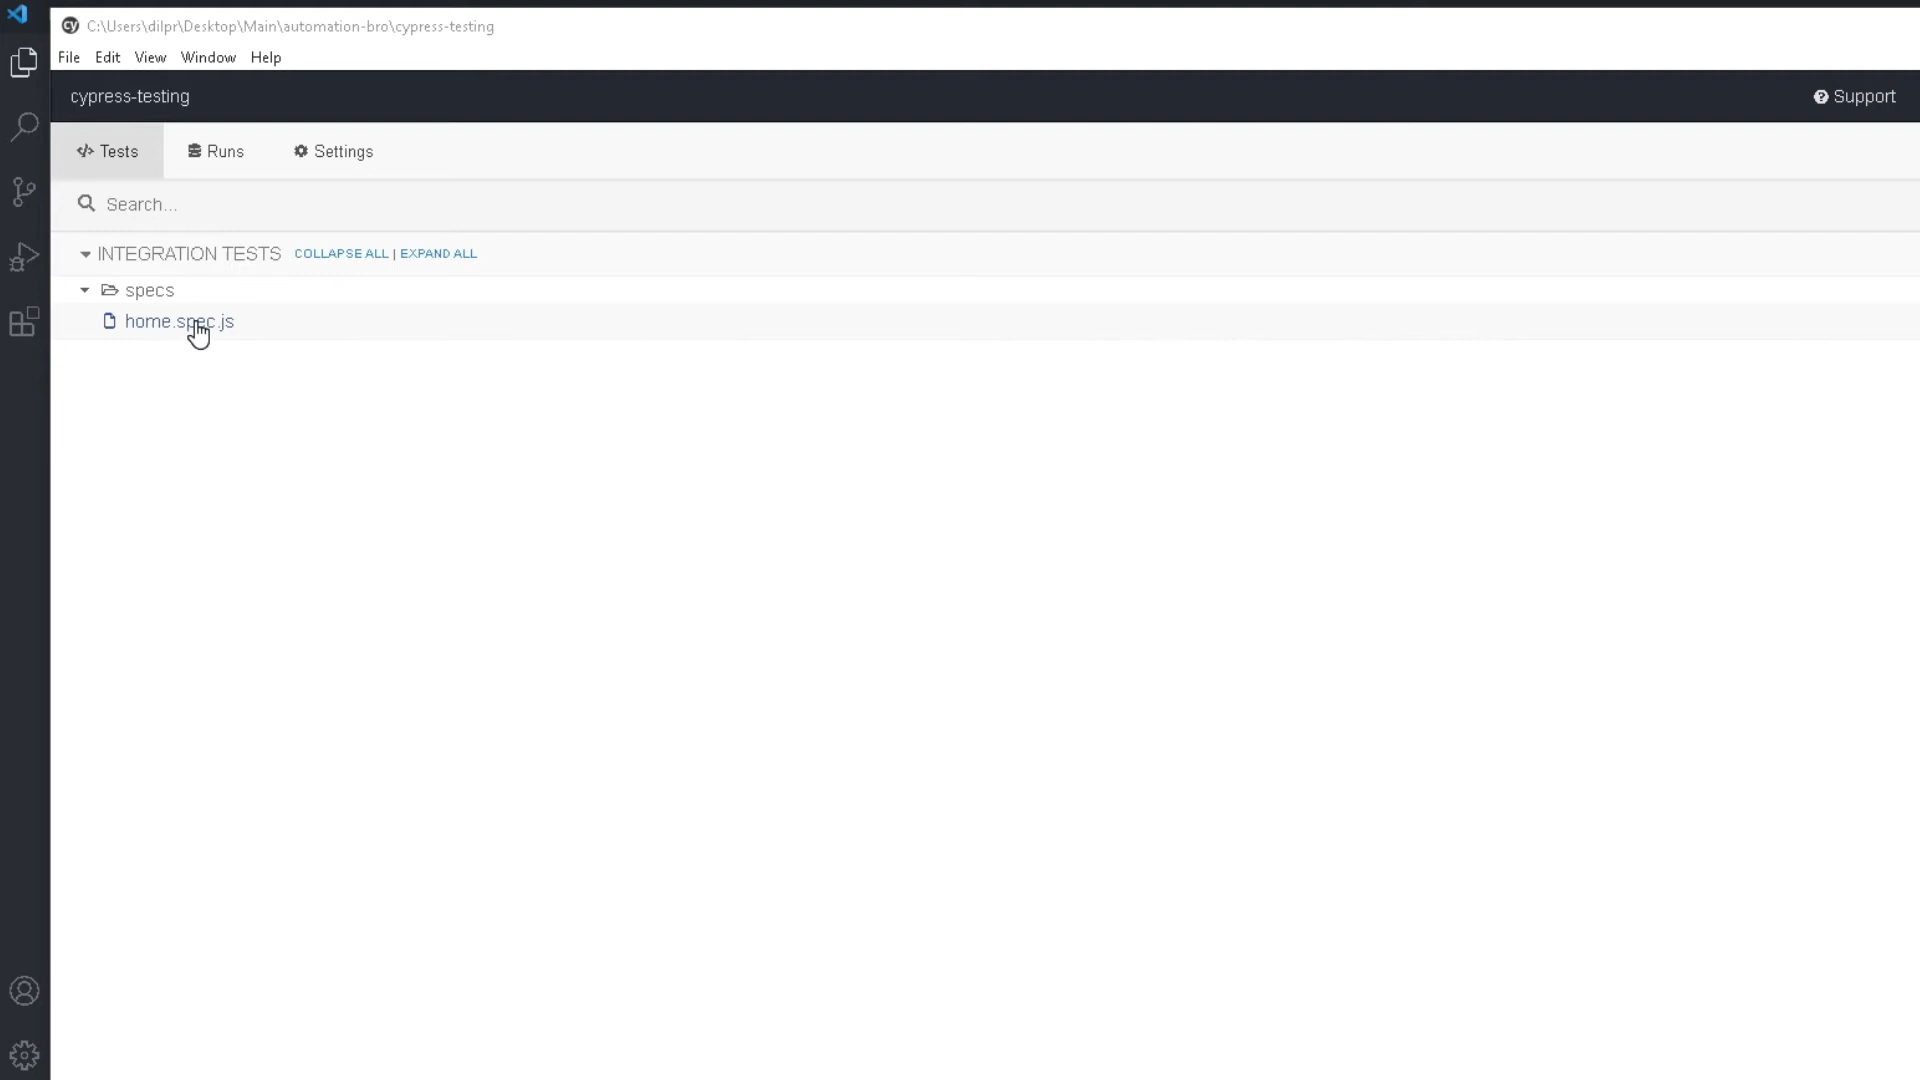 cy C:\Users\dilpr\Desktop\Main\automation-bro\cypress-testing
File Edit View Window Help
cypress-testing
? Support
</> Tests
Runs
Settings
Search...
INTEGRATION TESTS COLLAPSE ALL | EXPAND ALL
specs
home.spec.js